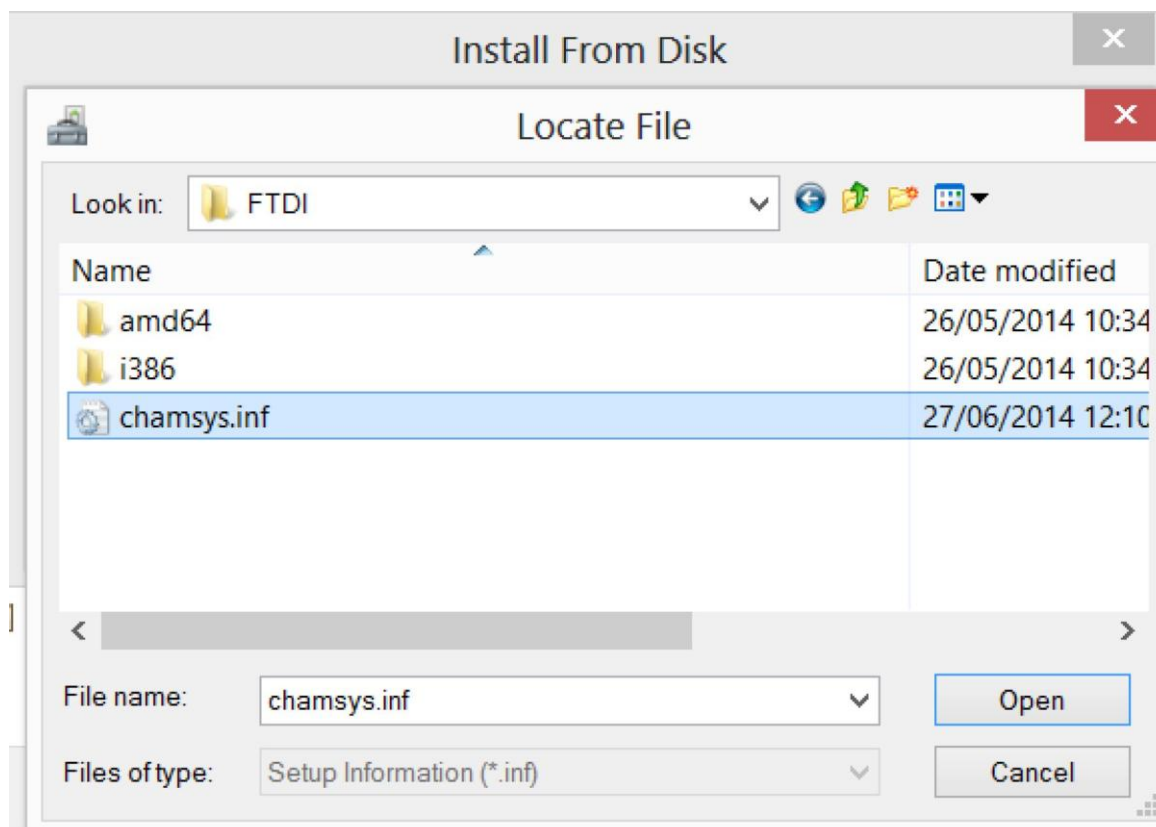 Install From Disk
Locate File
Look in: FTDI
Name Date modified
amd64 26/05/2014 10:34
i386 26/05/2014 10:34
chamsys.inf 27/06/2014 12:10
File name: chamsys.inf Open
Files of type: Setup Information (*.inf) Cancel